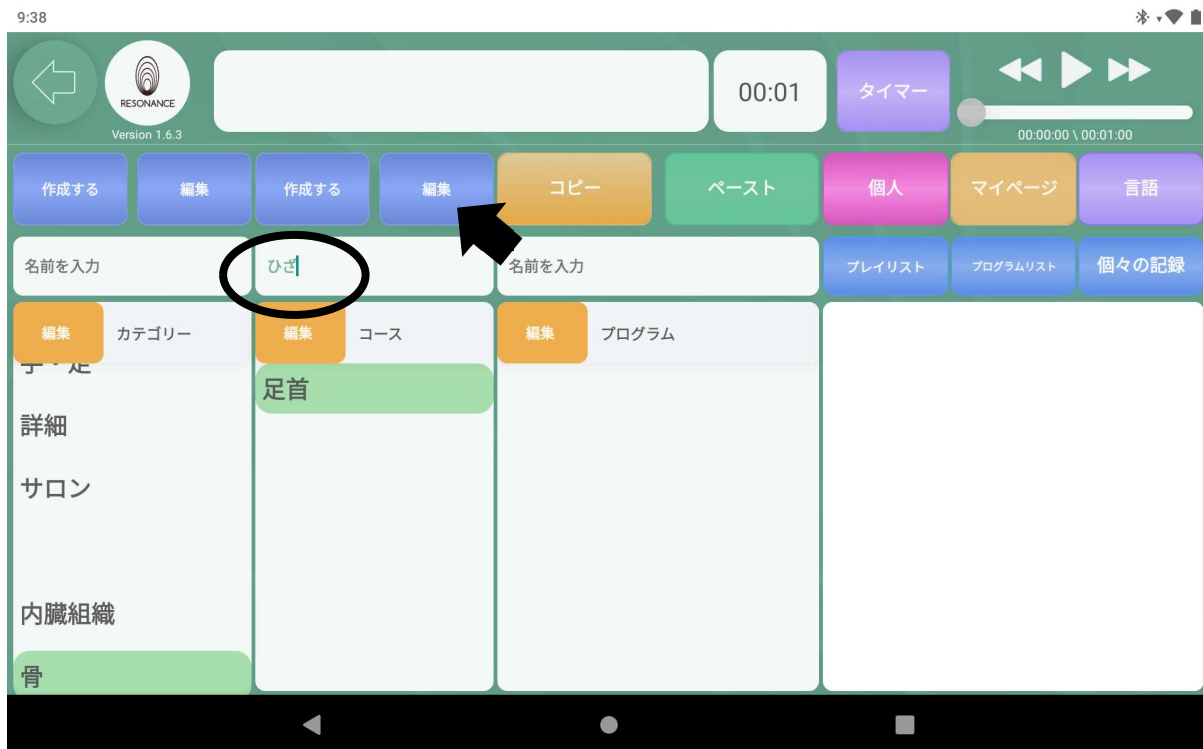 9:38
RESONANCE
Version 1.6.3
00:01
タイマー
00:00:00 \ 00:01:00
作成する
編集
作成する
編集
コピー
ペースト
個人
マイページ
言語
名前を入力
ひざ
名前を入力
プレイリスト
プログラムリスト
個々の記録
編集
カテゴリー
編集
コース
編集
プログラム
手・足
足首
詳細
サロン
内臓組織
骨